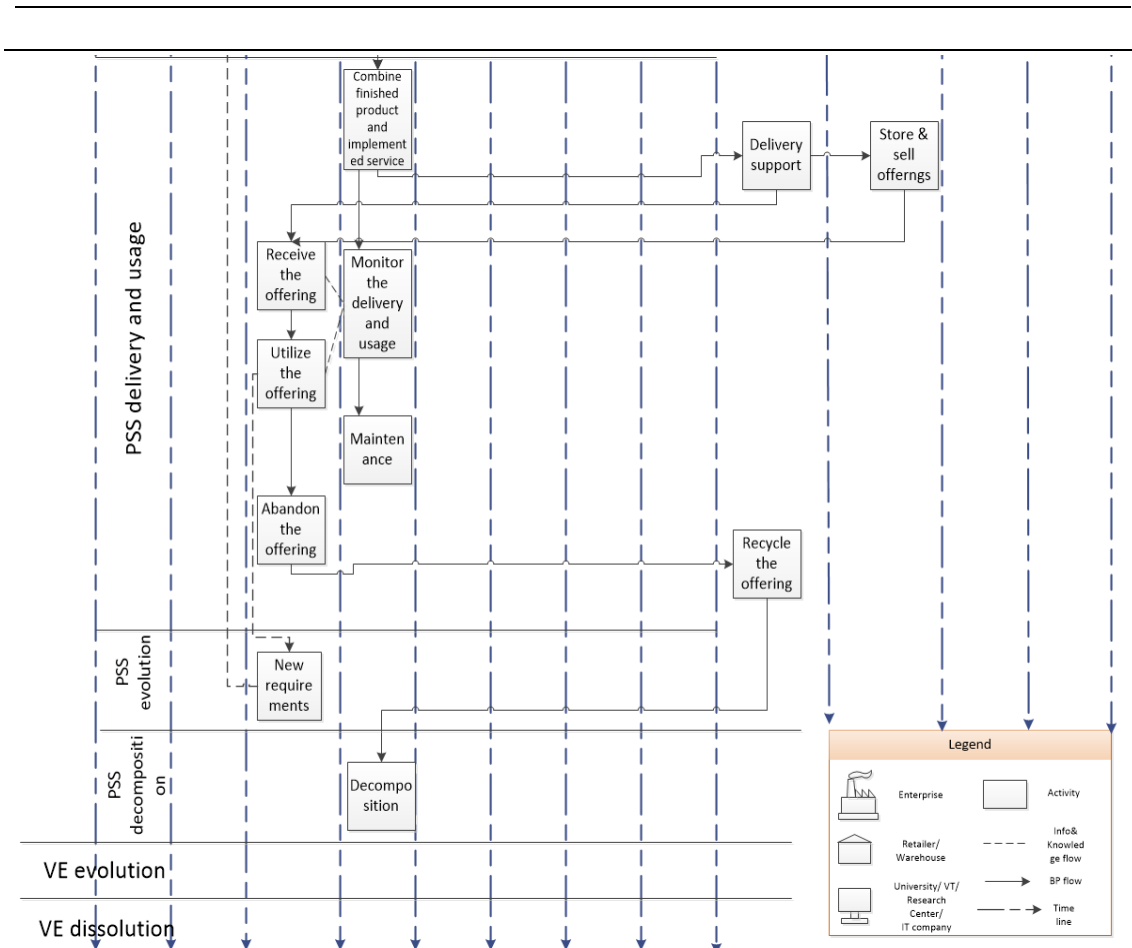 Combine
finished
product
and
implement
ed service
Delivery
support
Store &
sell
offerngs
PSS delivery and usage
Receive
the
offering
Monitor
the
delivery
and
usage
Utilize
the
offering
Mainten
ance
Abandon
the
offering
Recycle
the
offering
PSS
evolution
New
require
ments
PSS
decompositi
on
Decompo
sition
VE evolution
VE dissolution
Legend
Enterprise
Activity
Retailer/
Warehouse
Info&
Knowled
ge flow
University/ VT/
Research
Center/
IT company
BP flow
Time
line